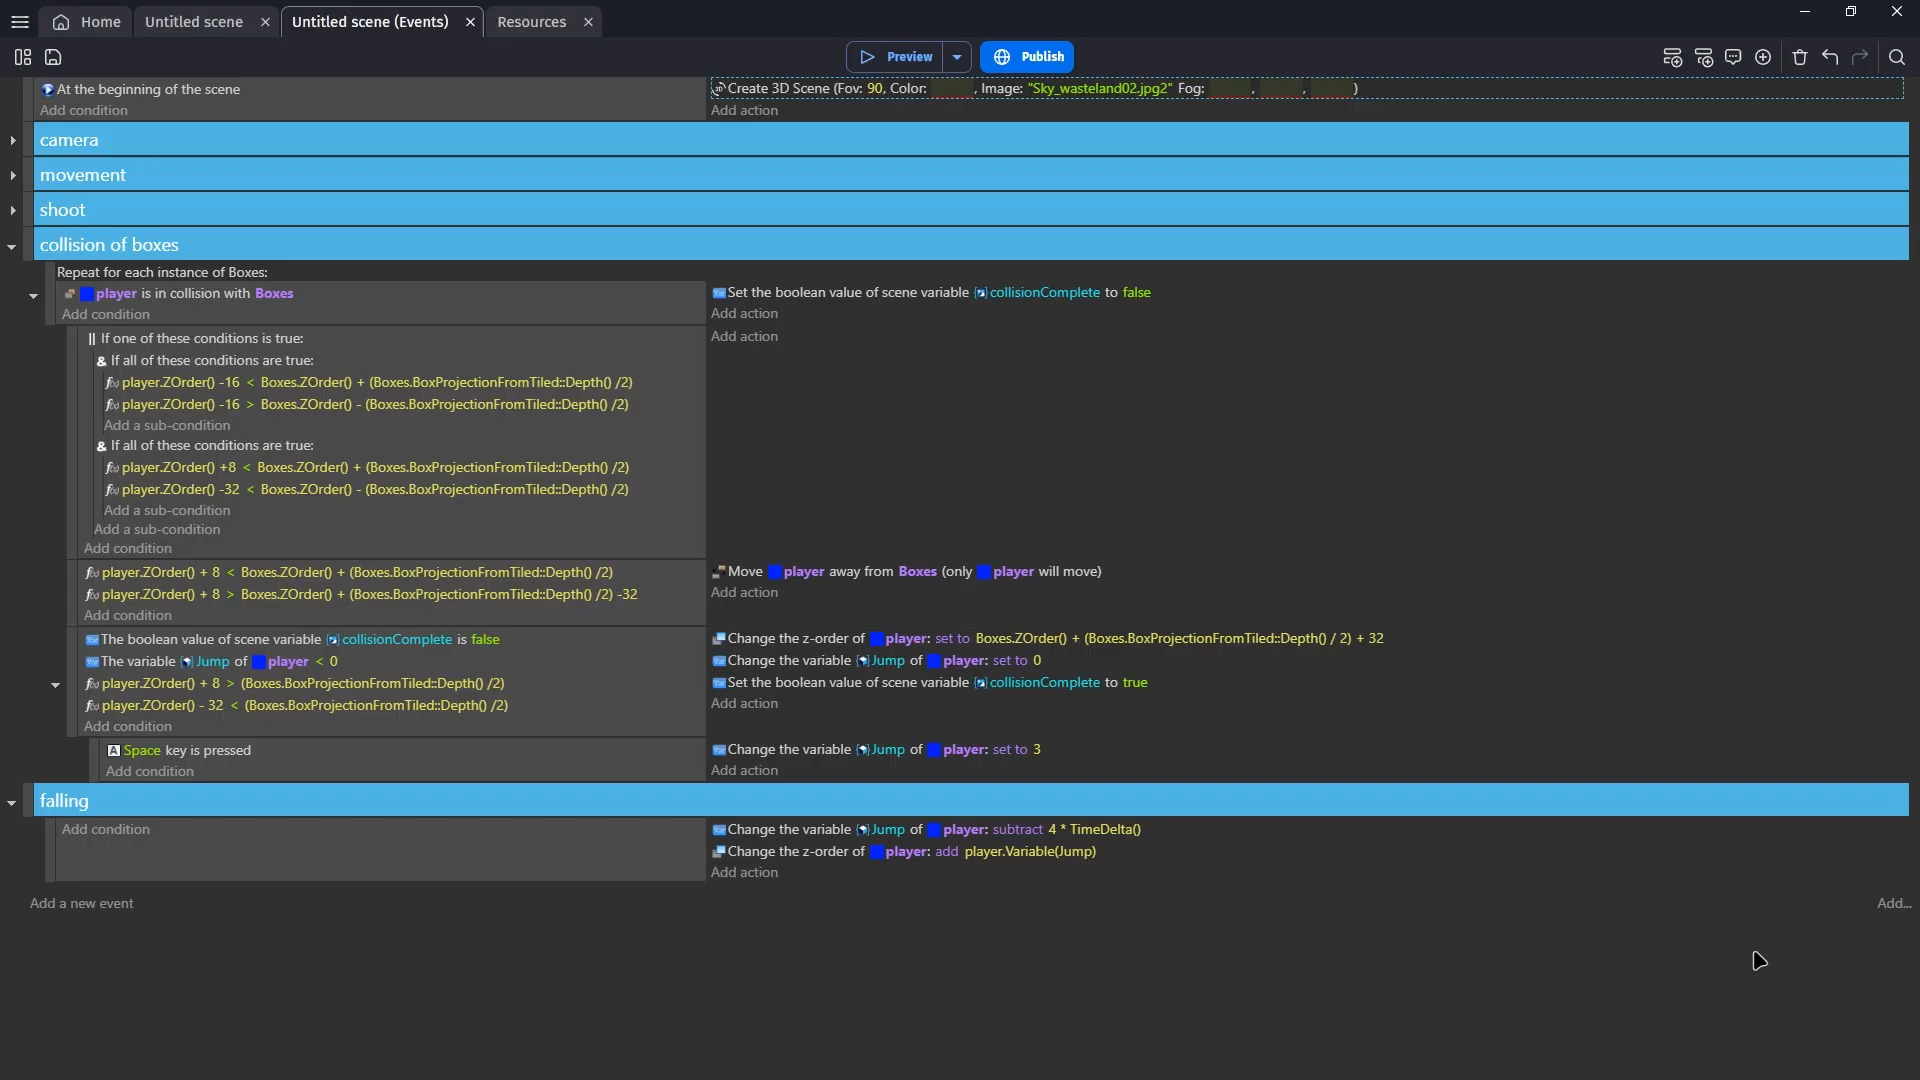 Home
Untitled scene
Untitled scene (Events)
Resources
Preview
Publish
At the beginning of the scene
Create 3D Scene (Fov: 90, Color: , Image: "Sky_wasteland02.jpg2" Fog: , , )
Add condition
Add action
camera
movement
shoot
collision of boxes
Repeat for each instance of Boxes:
player is in collision with Boxes
Set the boolean value of scene variable collisionComplete to false
Add condition
Add action
If one of these conditions is true:
Add action
& If all of these conditions are true:
f(x) player.ZOrder() -16 < Boxes.ZOrder() + (Boxes.BoxProjectionFromTiled::Depth() /2)
f(x) player.ZOrder() -16 > Boxes.ZOrder() - (Boxes.BoxProjectionFromTiled::Depth() /2)
Add a sub-condition
& If all of these conditions are true:
f(x) player.ZOrder() +8 < Boxes.ZOrder() + (Boxes.BoxProjectionFromTiled::Depth() /2)
f(x) player.ZOrder() -32 < Boxes.ZOrder() - (Boxes.BoxProjectionFromTiled::Depth() /2)
Add a sub-condition
Add a sub-condition
Add condition
f(x) player.ZOrder() + 8 < Boxes.ZOrder() + (Boxes.BoxProjectionFromTiled::Depth() /2)
Move player away from Boxes (only player will move)
f(x) player.ZOrder() + 8 > Boxes.ZOrder() + (Boxes.BoxProjectionFromTiled::Depth() /2) -32
Add action
Add condition
The boolean value of scene variable collisionComplete is false
Change the z-order of player: set to Boxes.ZOrder() + (Boxes.BoxProjectionFromTiled::Depth() / 2) + 32
The variable Jump of player < 0
Change the variable Jump of player: set to 0
f(x) player.ZOrder() + 8 > (Boxes.BoxProjectionFromTiled::Depth() /2)
Set the boolean value of scene variable collisionComplete to true
f(x) player.ZOrder() - 32 < (Boxes.BoxProjectionFromTiled::Depth() /2)
Add action
Add condition
A Space key is pressed
Change the variable Jump of player: set to 3
Add condition
Add action
falling
Add condition
Change the variable Jump of player: subtract 4 * TimeDelta()
Change the z-order of player: add player.Variable(Jump)
Add action
Add a new event
Add...